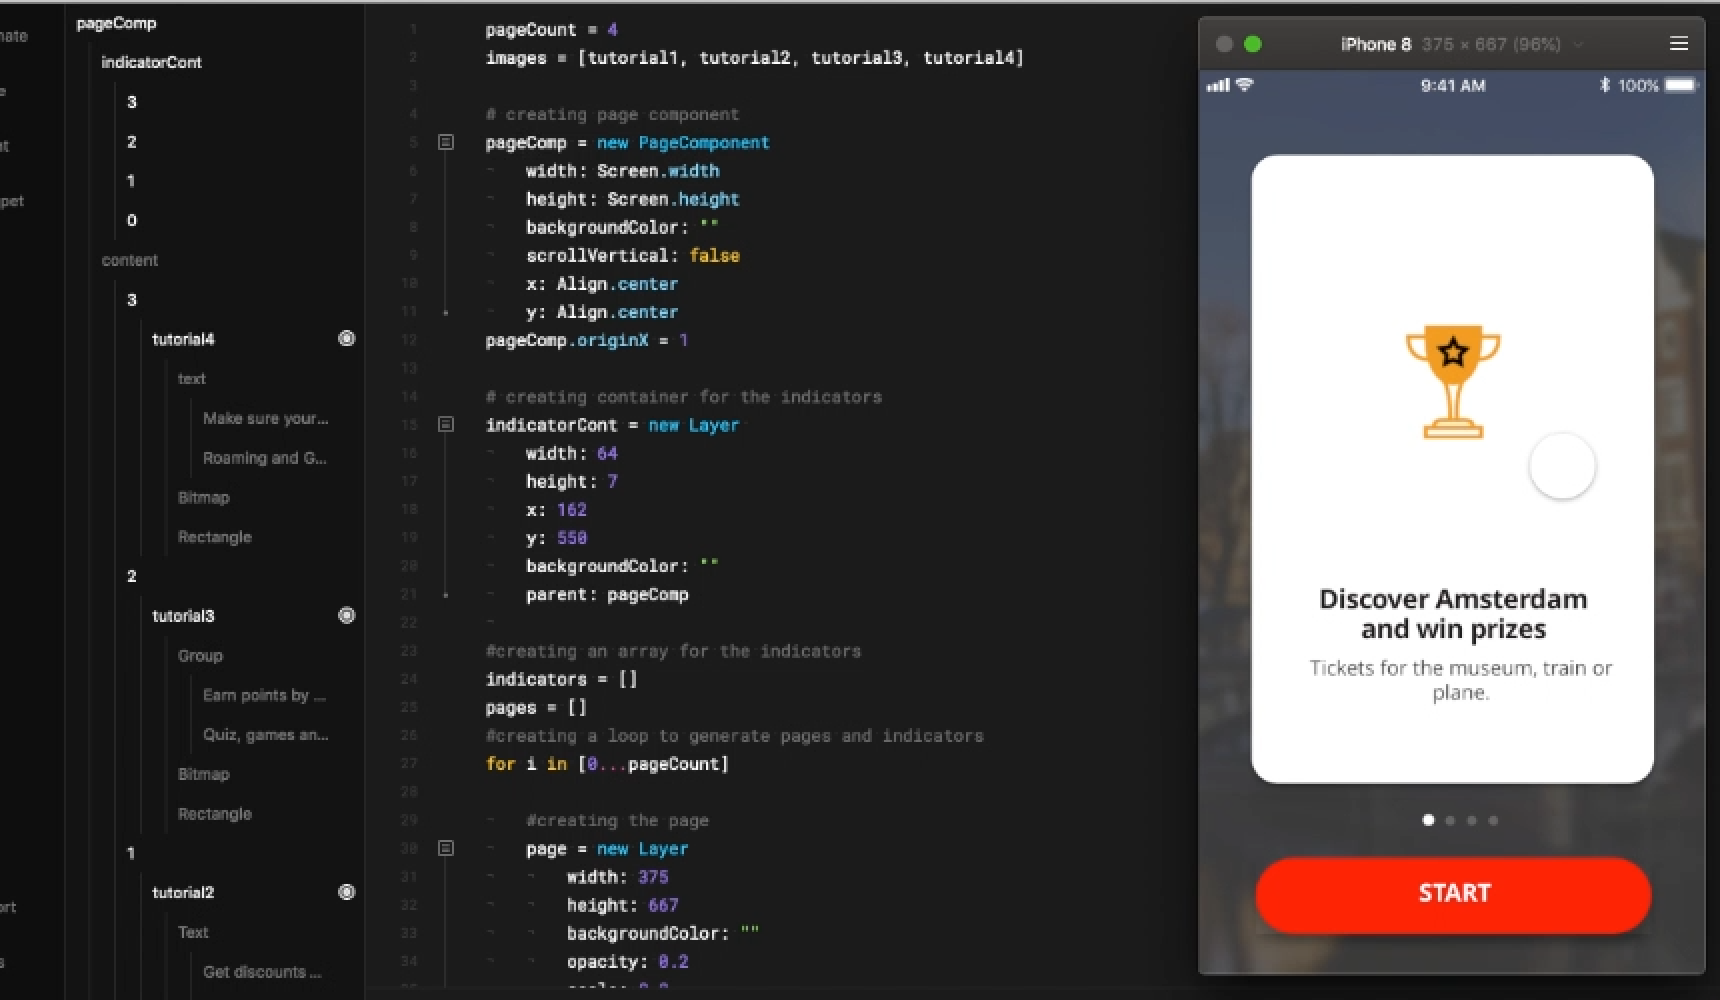 nate
e
at
pet
ort
s
pageComp
indicatorCont
3
2
1
0
content
3
tutorial4
text
Make sure your...
Roaming and G...
Bitmap
Rectangle
2
tutorial3
Group
Earn points by ...
Quiz, games an...
Bitmap
Rectangle
1
tutorial2
Text
Get discounts ...
1 pageCount = 4
2 images = [tutorial1, tutorial2, tutorial3, tutorial4]
3
4 # creating page component
5 pageComp = new PageComponent
6 width: Screen.width
7 height: Screen.height
8 backgroundColor: ""
9 scrollVertical: false
10 x: Align.center
11 y: Align.center
12 pageComp.originX = 1
13
14 # creating container for the indicators
15 indicatorCont = new Layer
16 width: 64
17 height: 7
18 x: 162
19 y: 550
20 backgroundColor: ""
21 parent: pageComp
22
23 #creating an array for the indicators
24 indicators = []
25 pages = []
26 #creating a loop to generate pages and indicators
27 for i in [0...pageCount]
28
29 #creating the page
30 page = new Layer
31 width: 375
32 height: 667
33 backgroundColor: ""
34 opacity: 0.2
iPhone 8 375 × 667 (96%)
9:41 AM
100%
Discover Amsterdam
and win prizes
Tickets for the museum, train or
plane.
START